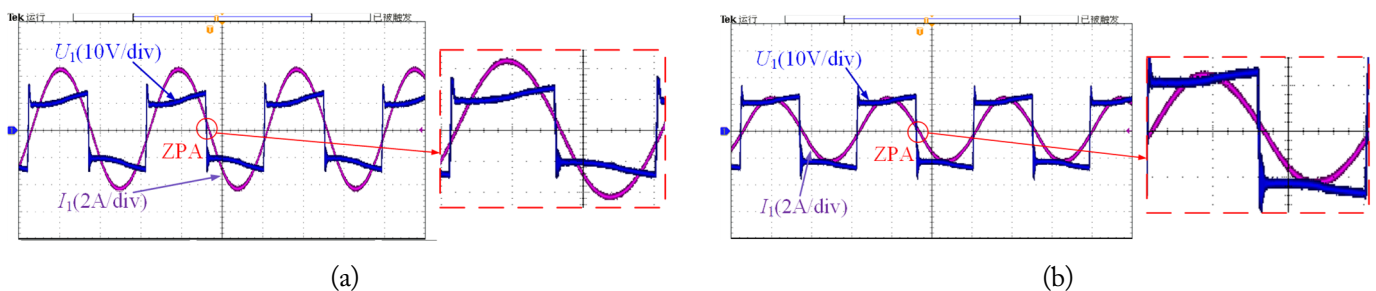 Tek 运行 已被触发
U1(10V/div)
ZPA
I1(2A/div)
(a)
Tek 运行 已被触发
U1(10V/div)
ZPA
I1(2A/div)
(b)